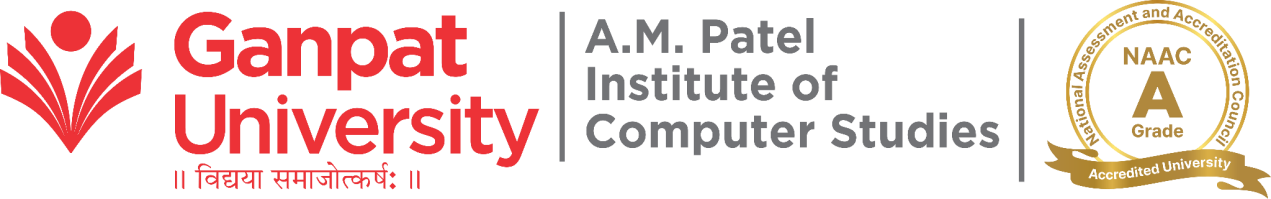 Ganpat
University
॥ विद्यया समाजोत्कर्षः ॥
A.M. Patel
Institute of
Computer Studies
National Assessment and Accreditation Council
NAAC
A
Grade
Accredited University